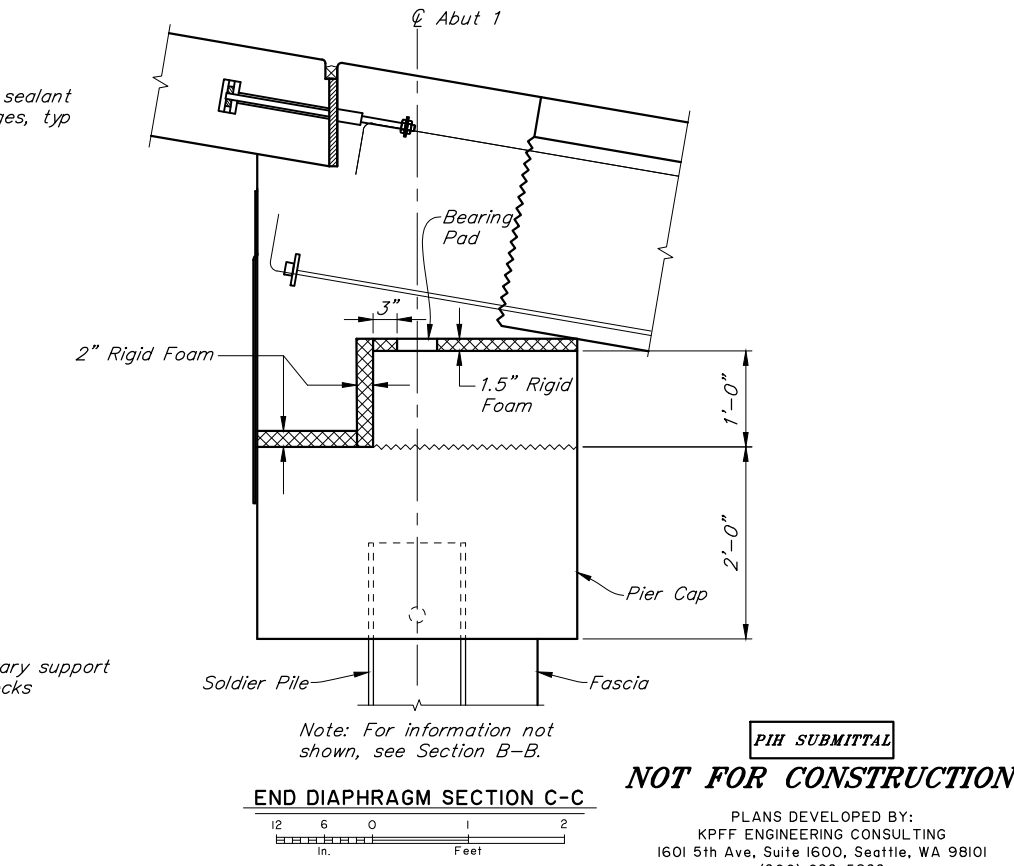 ℄ Abut 1
sealant
typ
Bearing
Pad
3"
2" Rigid Foam
1.5" Rigid
Foam
1'-0"
2'-0"
Pier Cap
support
Soldier Pile
Fascia
Note: For information not
shown, see Section B-B.
PIH SUBMITTAL
NOT FOR CONSTRUCTION
END DIAPHRAGM SECTION C-C
12 6 0 1 2
In. Feet
PLANS DEVELOPED BY:
KPFF ENGINEERING CONSULTING
1601 5th Ave, Suite 1600, Seattle, WA 98101